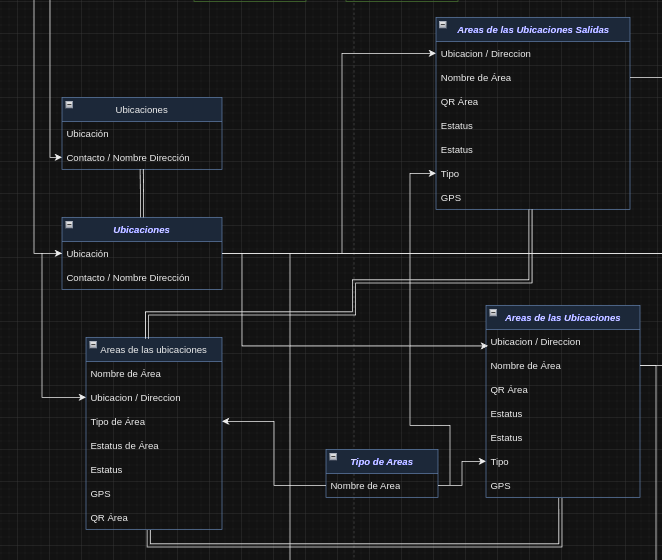 Areas de las Ubicaciones Salidas
Ubicacion / Direccion
Nombre de Área
QR Área
Estatus
Estatus
Tipo
GPS
Ubicaciones
Ubicación
Contacto / Nombre Dirección
Ubicaciones
Ubicación
Contacto / Nombre Dirección
Areas de las ubicaciones
Nombre de Área
Ubicacion / Direccion
Tipo de Área
Estatus de Área
Estatus
GPS
QR Área
Tipo de Areas
Nombre de Area
Areas de las Ubicaciones
Ubicacion / Direccion
Nombre de Área
QR Área
Estatus
Estatus
Tipo
GPS